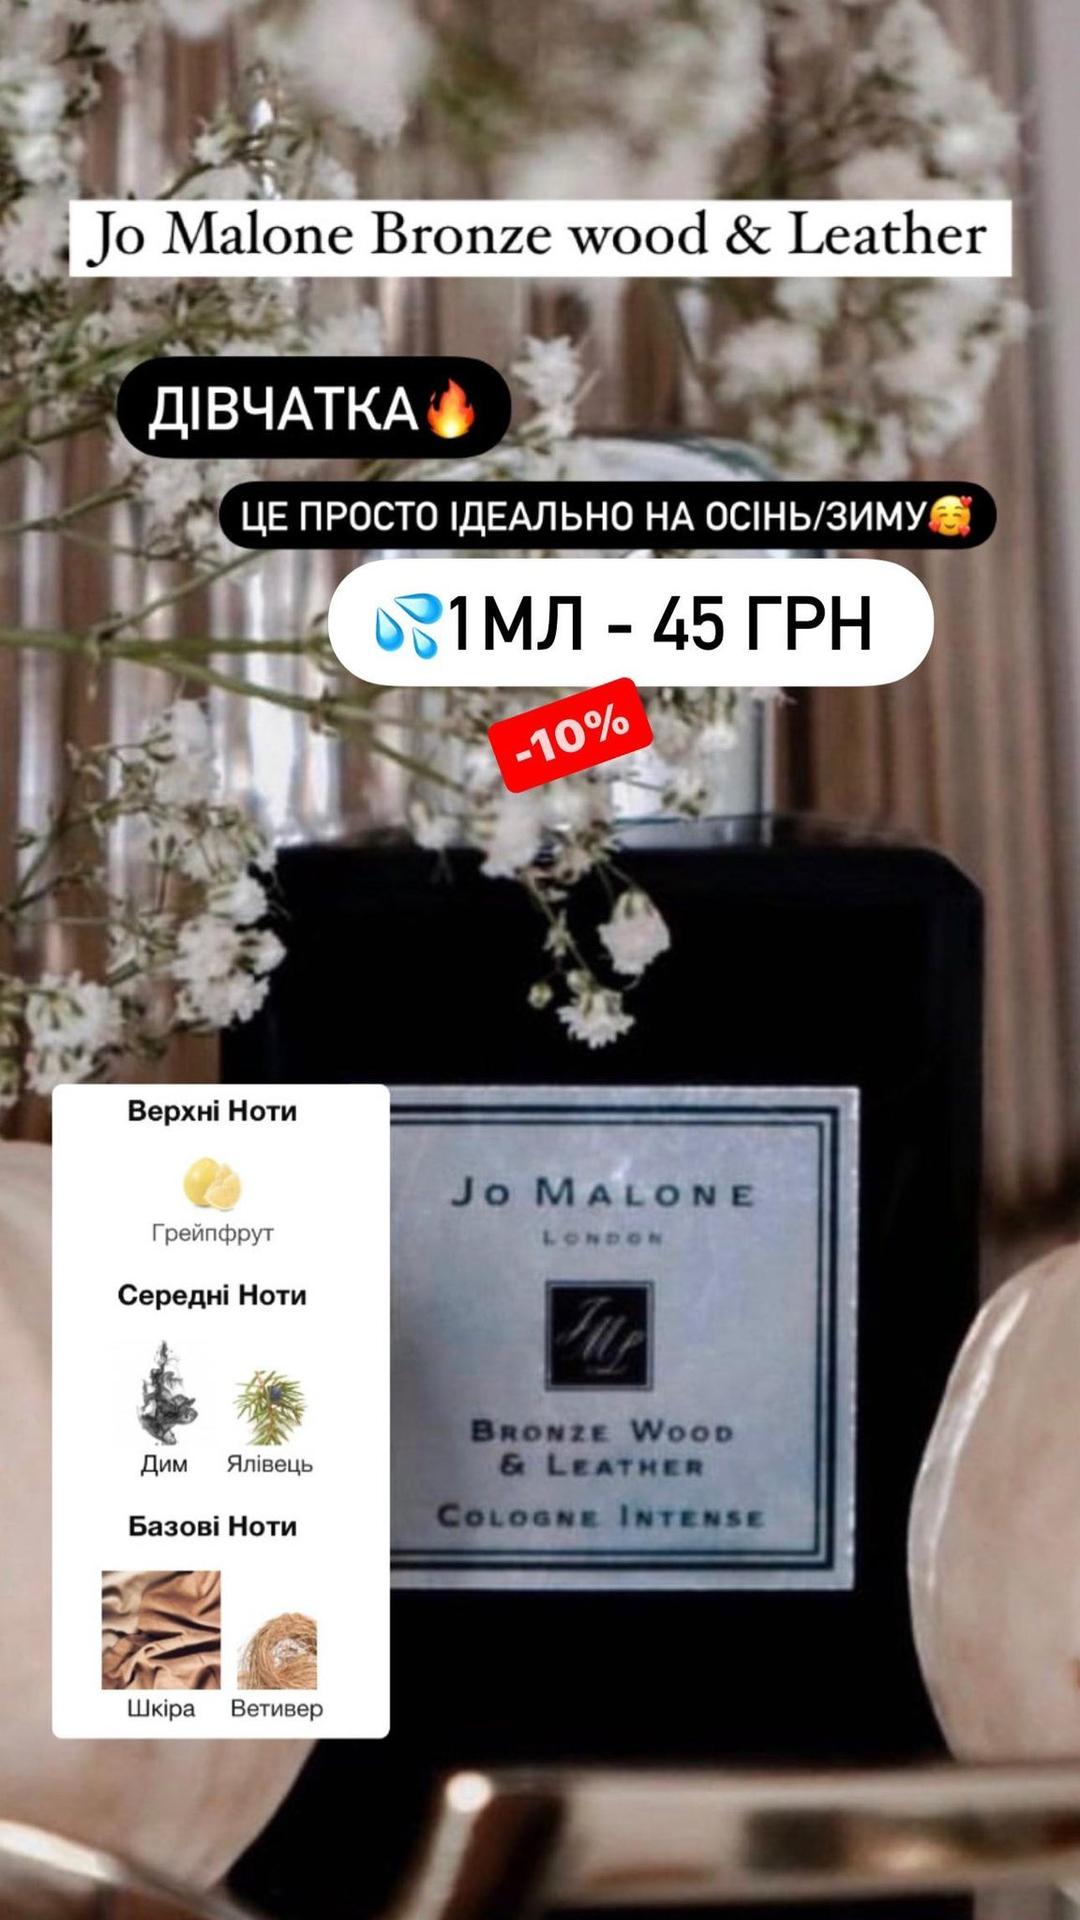 Jo Malone Bronze wood & Leather
ДІВЧАТКА🔥
ЦЕ ПРОСТО ІДЕАЛЬНО НА ОСІНЬ/ЗИМУ🥰
💦1МЛ - 45 ГРН
-10%
Верхні Ноти
Грейпфрут
Середні Ноти
Дим Ялівець
Базові Ноти
Шкіра Ветивер
JO MALONE
LONDON
JML
BRONZE WOOD
& LEATHER
COLOGNE INTENSE